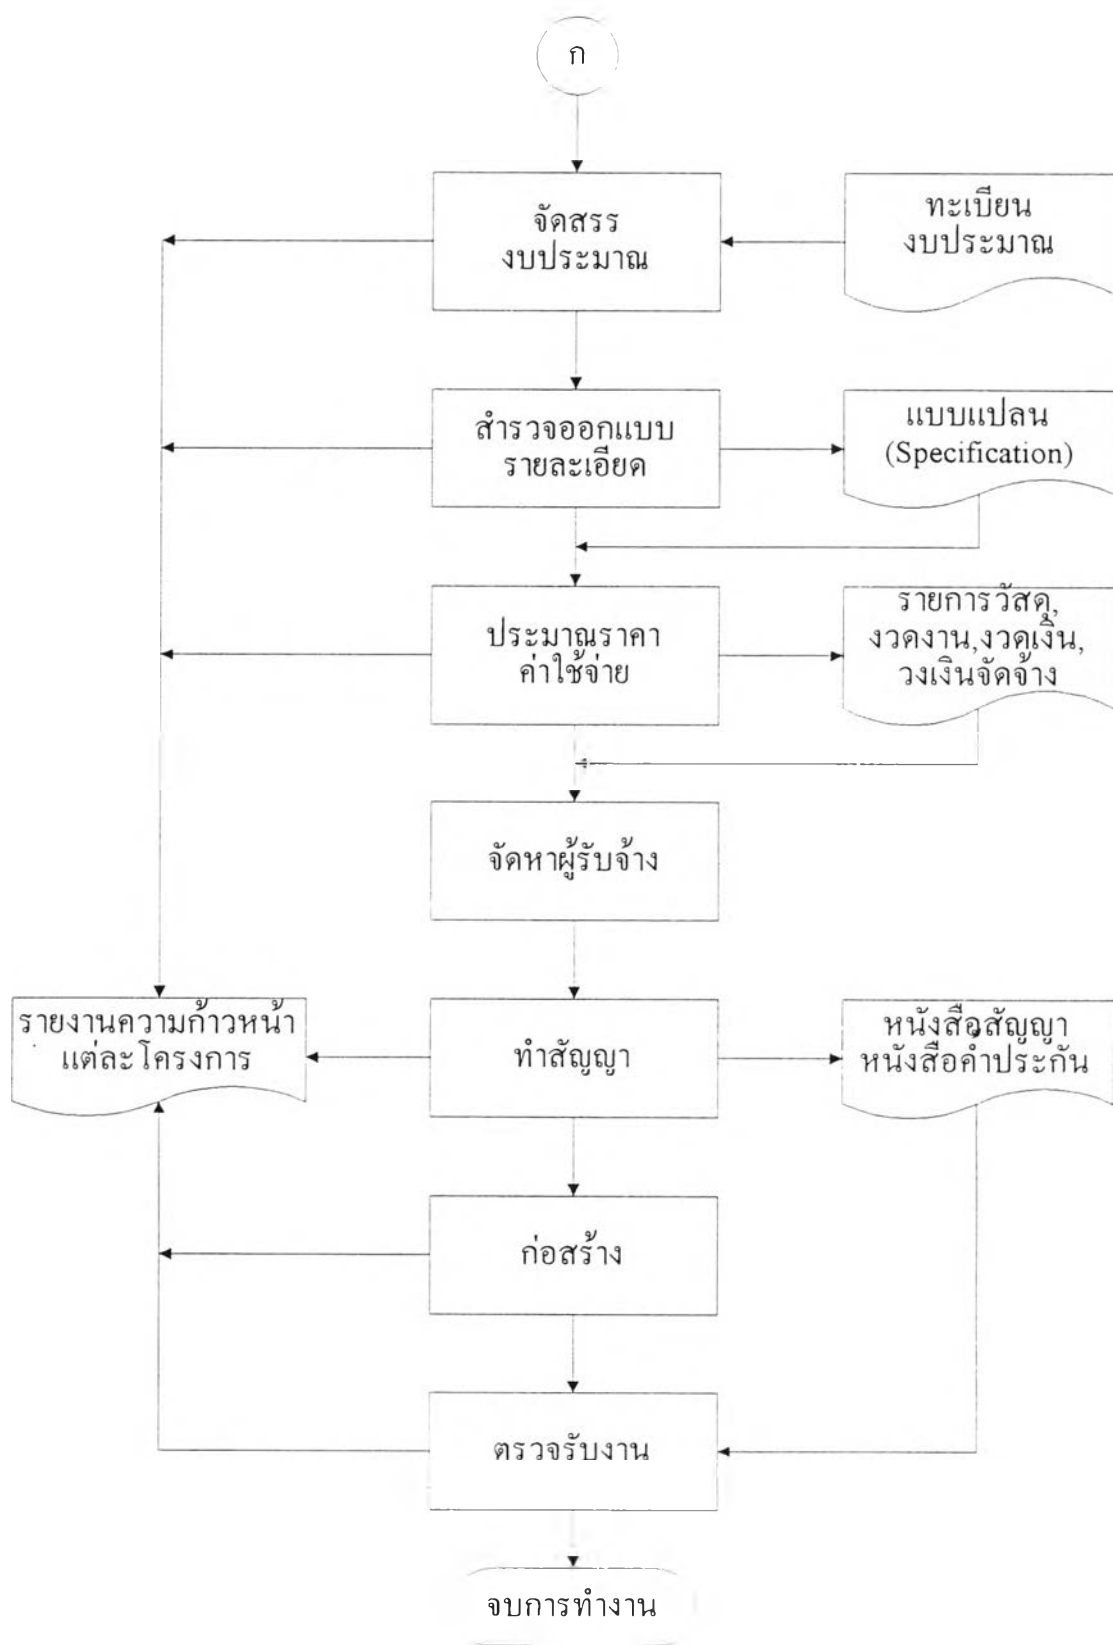 ก
จัดสรร
งบประมาณ
ทะเบียน
งบประมาณ
สำรวจออกแบบ
รายละเอียด
แบบแปลน
(Specification)
ประมาณราคา
ค่าใช้จ่าย
รายการวัสดุ,
งวดงาน,งวดเงิน,
วงเงินจัดจ้าง
จัดหาผู้รับจ้าง
รายงานความก้าวหน้า
แต่ละโครงการ
ทำสัญญา
หนังสือสัญญา
หนังสือค้ำประกัน
ก่อสร้าง
ตรวจรับงาน
จบการทำงาน